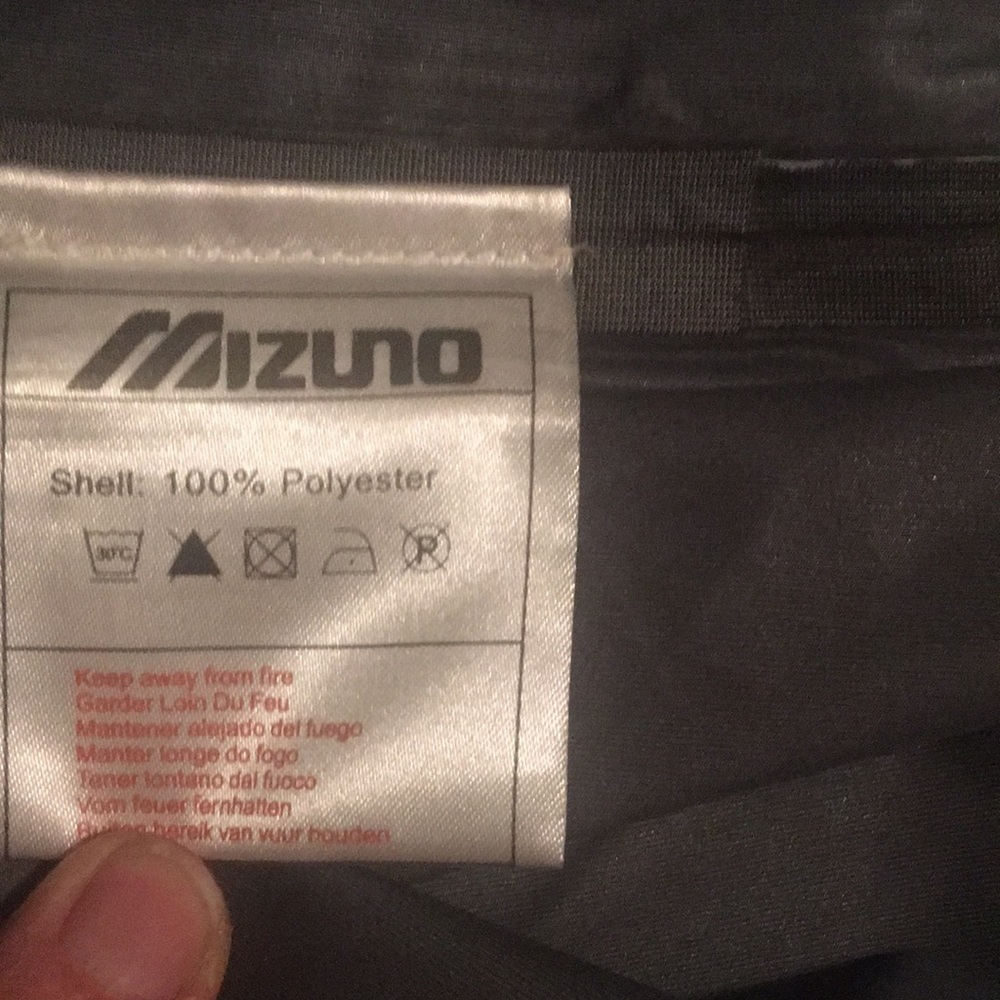 MIZUNO
Shell: 100% Polyester
30°C P
Keep away from fire
Garder Loin Du Feu
Mantener alejado del fuego
Manter longe do fogo
Tener lontano dal fuoco
Vom feuer fernhatten
bereik van vuur houden